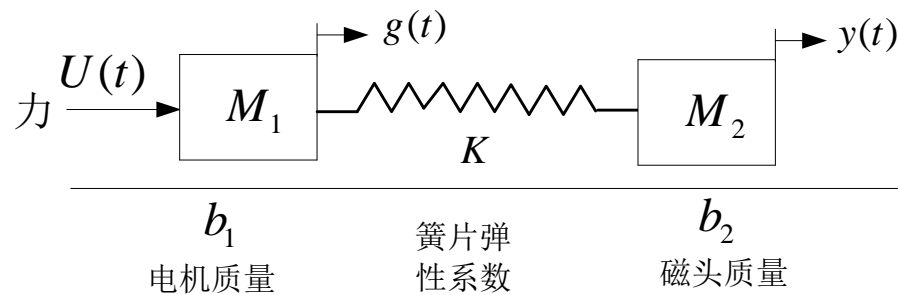 g(t)
y(t)
U(t)
力
M₁
M₂
K
b₁
b₂
电机质量
簧片弹
性系数
磁头质量